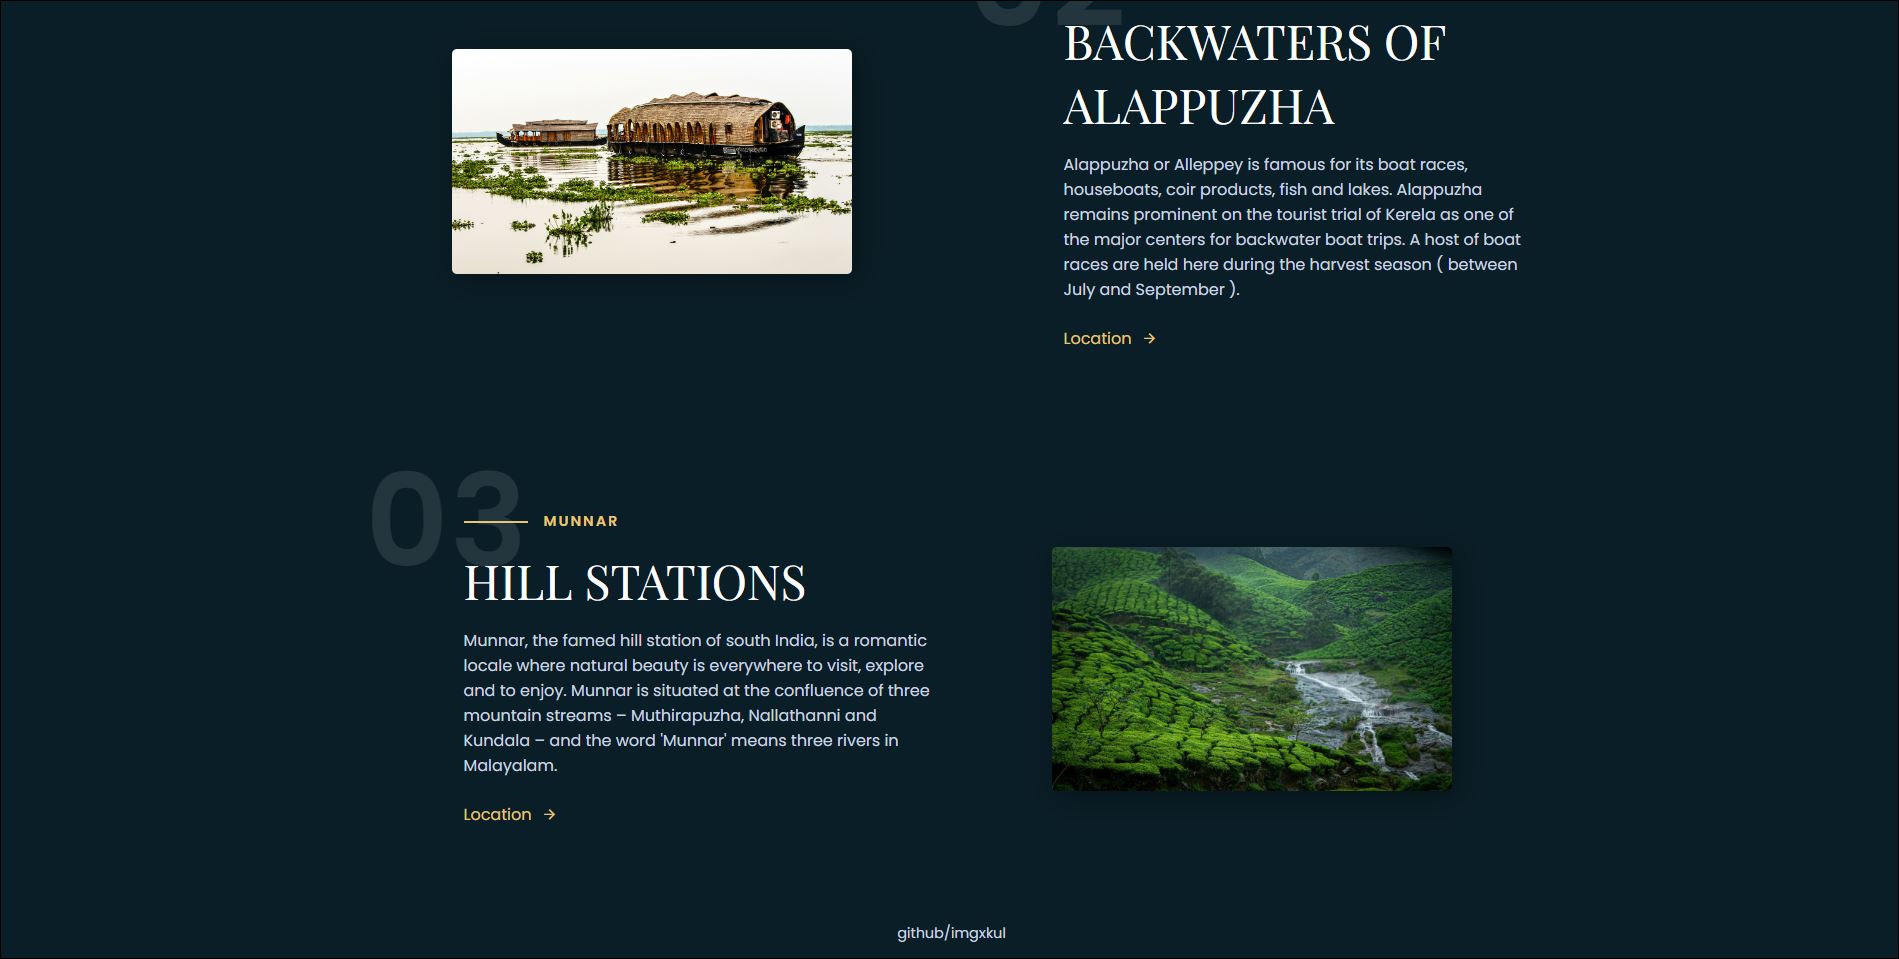 02
BACKWATERS OF
ALAPPUZHA
Alappuzha or Alleppey is famous for its boat races,
houseboats, coir products, fish and lakes. Alappuzha
remains prominent on the tourist trial of Kerela as one of
the major centers for backwater boat trips. A host of boat
races are held here during the harvest season ( between
July and September ).
Location →
03
MUNNAR
HILL STATIONS
Munnar, the famed hill station of south India, is a romantic
locale where natural beauty is everywhere to visit, explore
and to enjoy. Munnar is situated at the confluence of three
mountain streams – Muthirapuzha, Nallathanni and
Kundala – and the word 'Munnar' means three rivers in
Malayalam.
Location →
github/imgxkul